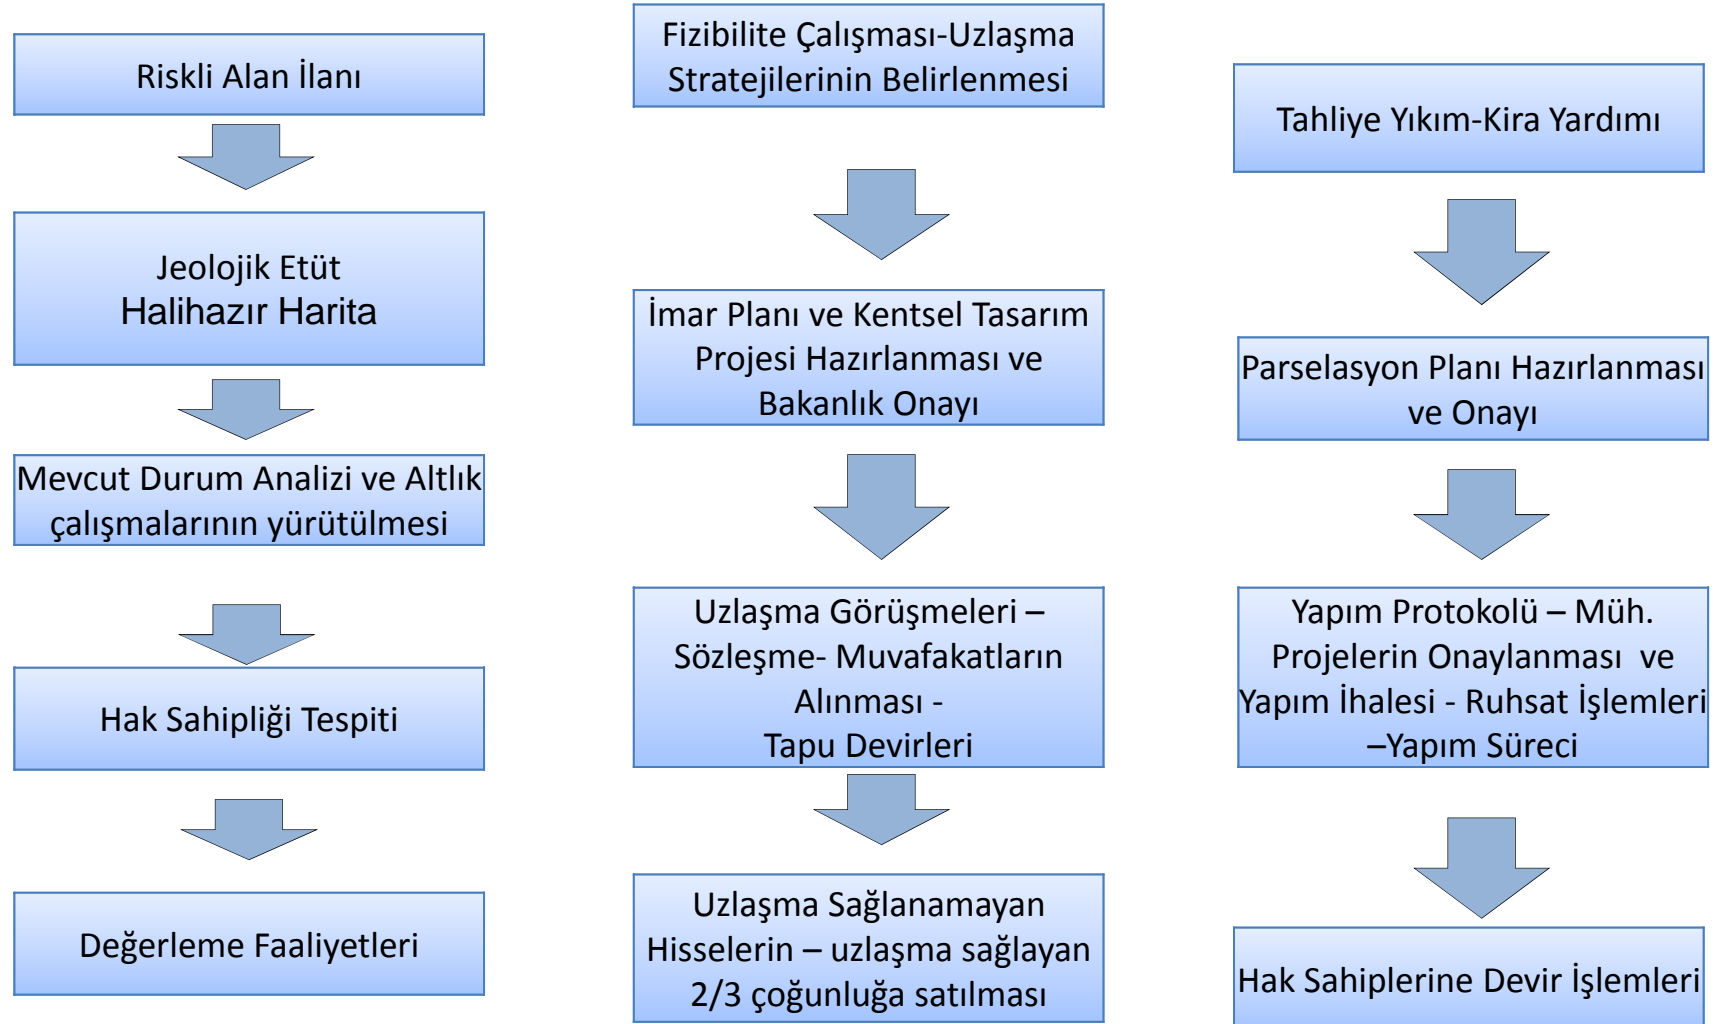 Riskli Alan İlanı
Jeolojik Etüt
Halihazır Harita
Mevcut Durum Analizi ve Altlık
çalışmalarının yürütülmesi
Hak Sahipliği Tespiti
Değerleme Faaliyetleri
Fizibilite Çalışması-Uzlaşma
Stratejilerinin Belirlenmesi
İmar Planı ve Kentsel Tasarım
Projesi Hazırlanması ve
Bakanlık Onayı
Uzlaşma Görüşmeleri –
Sözleşme- Muvafakatların
Alınması -
Tapu Devirleri
Uzlaşma Sağlanamayan
Hisselerin – uzlaşma sağlayan
2/3 çoğunluğa satılması
Tahliye Yıkım-Kira Yardımı
Parselasyon Planı Hazırlanması
ve Onayı
Yapım Protokolü – Müh.
Projelerin Onaylanması ve
Yapım İhalesi - Ruhsat İşlemleri
–Yapım Süreci
Hak Sahiplerine Devir İşlemleri